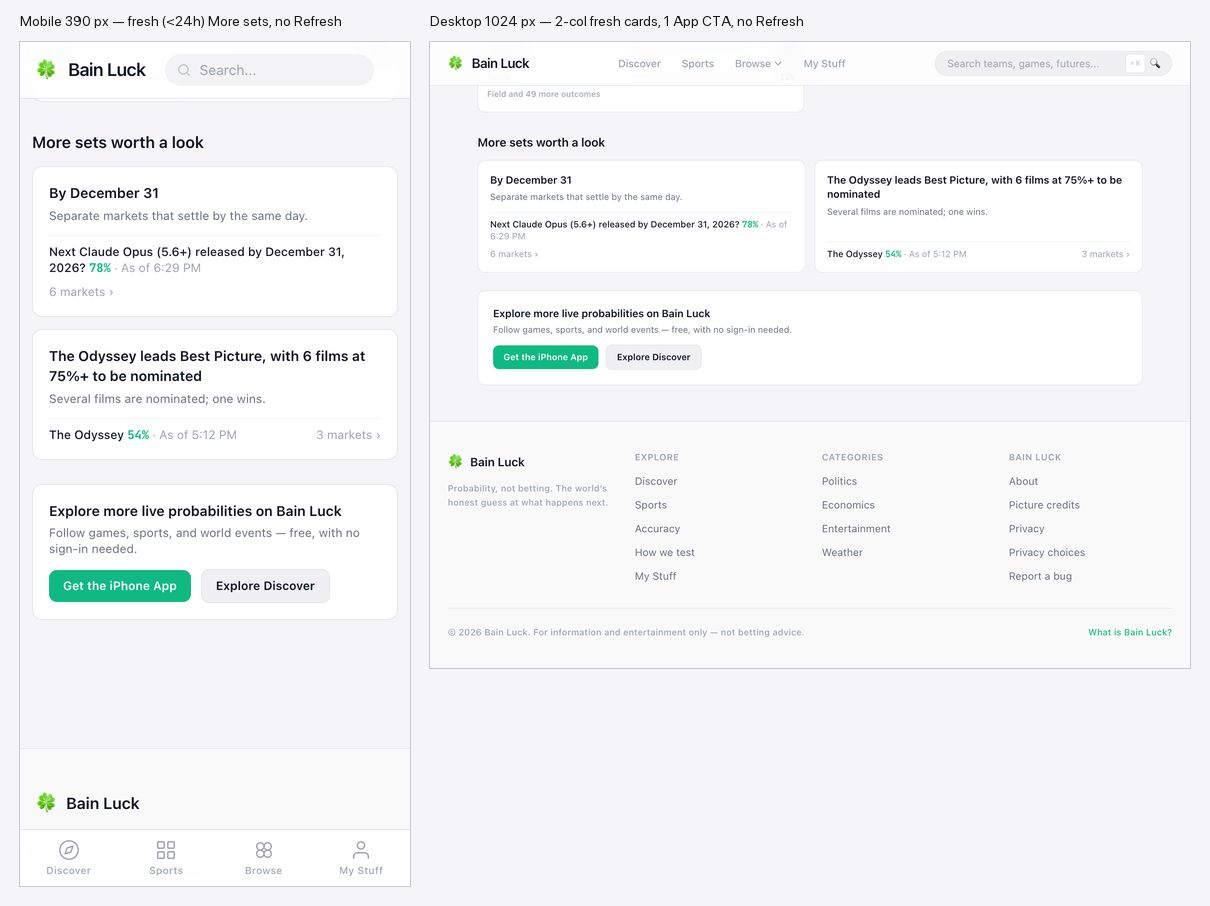 Mobile 390 px — fresh (<24h) More sets, no Refresh
Bain Luck
Search...
More sets worth a look
By December 31
Separate markets that settle by the same day.
Next Claude Opus (5.6+) released by December 31,
2026? 78% · As of 6:29 PM
6 markets ›
The Odyssey leads Best Picture, with 6 films at
75%+ to be nominated
Several films are nominated; one wins.
The Odyssey 54% · As of 5:12 PM
3 markets ›
Explore more live probabilities on Bain Luck
Follow games, sports, and world events — free, with no
sign-in needed.
Get the iPhone App
Explore Discover
Bain Luck
Discover
Sports
Browse
My Stuff
Desktop 1024 px — 2-col fresh cards, 1 App CTA, no Refresh
Bain Luck
Discover
Sports
Browse
My Stuff
Search teams, games, futures...
⌘K
Field and 49 more outcomes
More sets worth a look
By December 31
Separate markets that settle by the same day.
Next Claude Opus (5.6+) released by December 31, 2026? 78% · As of
6:29 PM
6 markets ›
The Odyssey leads Best Picture, with 6 films at 75%+ to be
nominated
Several films are nominated; one wins.
The Odyssey 54% · As of 5:12 PM
3 markets ›
Explore more live probabilities on Bain Luck
Follow games, sports, and world events — free, with no sign-in needed.
Get the iPhone App
Explore Discover
Bain Luck
Probability, not betting. The world's
honest guess at what happens next.
EXPLORE
Discover
Sports
Accuracy
How we test
My Stuff
CATEGORIES
Politics
Economics
Entertainment
Weather
BAIN LUCK
About
Picture credits
Privacy
Privacy choices
Report a bug
© 2026 Bain Luck. For information and entertainment only — not betting advice.
What is Bain Luck?